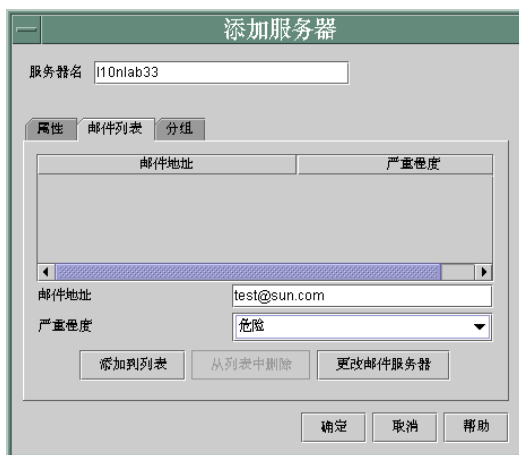 添加服务器
服务器名 l10nlab33
属性 邮件列表 分组
邮件地址 严重程度
邮件地址 test@sun.com
严重程度 危险
添加到列表 从列表中删除 更改邮件服务器
确定 取消 帮助